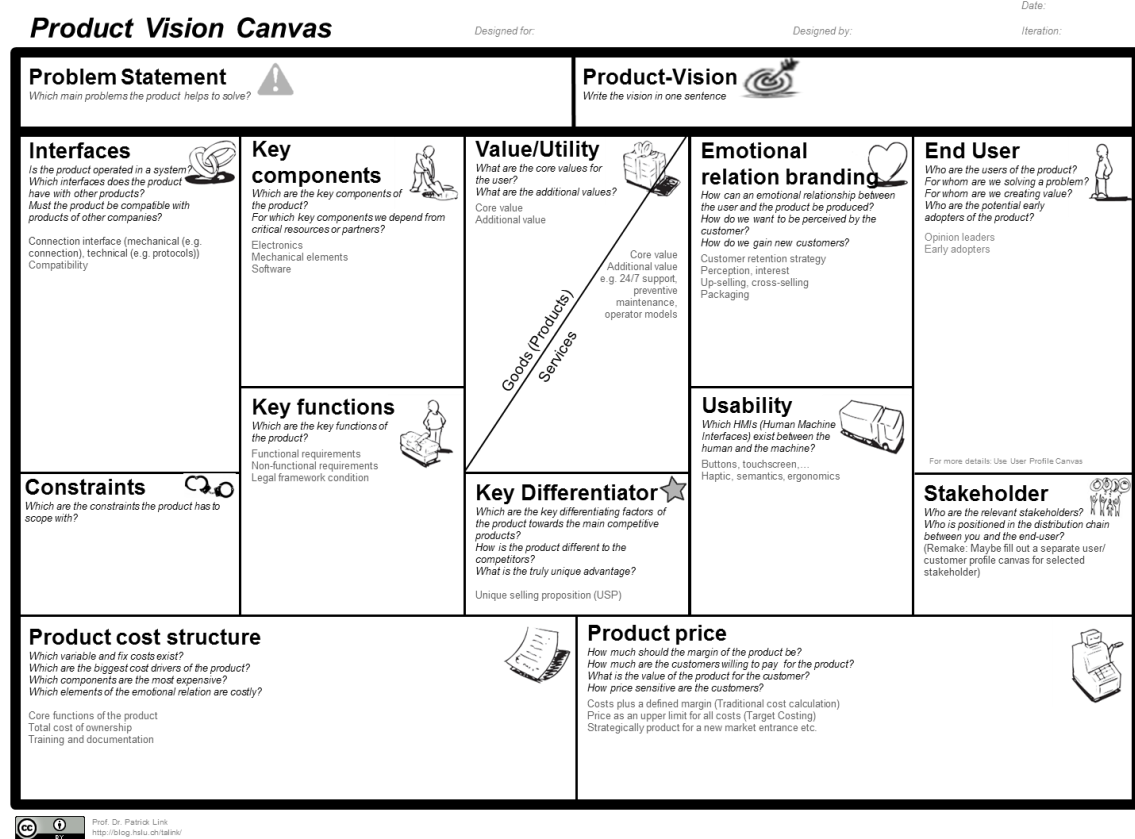 Date:
Product Vision Canvas
Designed for:
Designed by:
Iteration:
Problem Statement
Which main problems the product helps to solve?
Product-Vision
Write the vision in one sentence
Interfaces
Is the product operated in a system?
Which interfaces does the product
have with other products?
Must the product be compatible with
products of other companies?
Connection interface (mechanical (e.g.
connection), technical (e.g. protocols))
Compatibility
Key
components
Which are the key components of
the product?
For which key components we depend from
critical resources or partners?
Electronics
Mechanical elements
Software
Value/Utility
What are the core values for
the user?
What are the additional values?
Core value
Additional value
Core value
Additional value
e.g. 24/7 support,
preventive
maintenance,
operator models
Goods (Products)
Services
Emotional
relation branding
How can an emotional relationship between
the user and the product be produced?
How do we want to be perceived by the
customer?
How do we gain new customers?
Customer retention strategy
Perception, interest
Up-selling, cross-selling
Packaging
End User
Who are the users of the product?
For whom are we solving a problem?
For whom are we creating value?
Who are the potential early
adopters of the product?
Opinion leaders
Early adopters
For more details: Use User Profile Canvas
Key functions
Which are the key functions of
the product?
Functional requirements
Non-functional requirements
Legal framework condition
Usability
Which HMIs (Human Machine
Interfaces) exist between the
human and the machine?
Buttons, touchscreen,...
Haptic, semantics, ergonomics
Constraints
Which are the constraints the product has to
scope with?
Key Differentiator
Which are the key differentiating factors of
the product towards the main competitive
products?
How is the product different to the
competitors?
What is the truly unique advantage?
Unique selling proposition (USP)
Stakeholder
Who are the relevant stakeholders?
Who is positioned in the distribution chain
between you and the end-user?
(Remake: Maybe fill out a separate user/
customer profile canvas for selected
stakeholder)
Product cost structure
Which variable and fix costs exist?
Which are the biggest cost drivers of the product?
Which components are the most expensive?
Which elements of the emotional relation are costly?
Core functions of the product
Total cost of ownership
Training and documentation
Product price
How much should the margin of the product be?
How much are the customers willing to pay for the product?
What is the value of the product for the customer?
How price sensitive are the customers?
Costs plus a defined margin (Traditional cost calculation)
Price as an upper limit for all costs (Target Costing)
Strategically product for a new market entrance etc.
cc
BY
Prof. Dr. Patrick Link
http://blog.hslu.ch/talink/